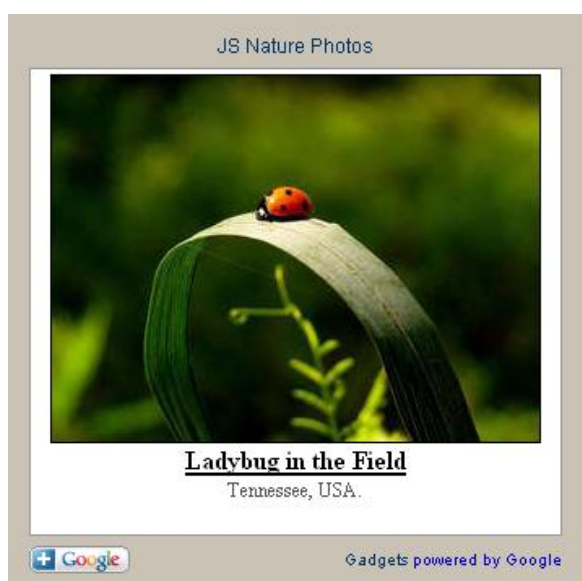 JS Nature Photos
Ladybug in the Field
Tennessee, USA.
Google
Gadgets powered by Google